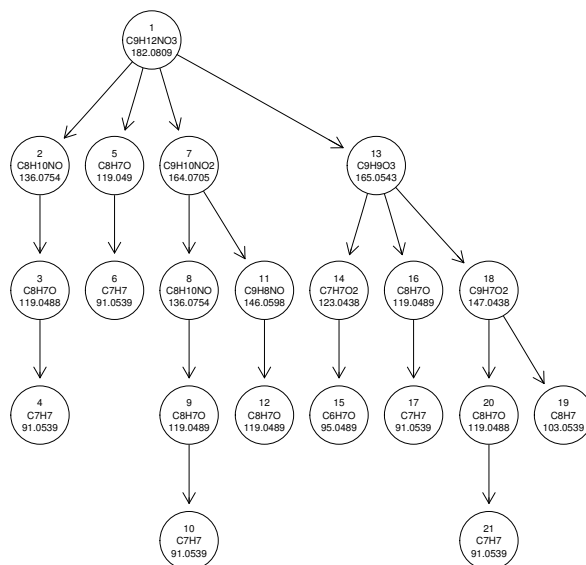 1
C9H12NO3
182.0809
2
C8H10NO
136.0754
5
C8H7O
119.049
7
C9H10NO2
164.0705
13
C9H9O3
165.0543
3
C8H7O
119.0488
6
C7H7
91.0539
8
C8H10NO
136.0754
11
C9H8NO
146.0598
14
C7H7O2
123.0438
16
C8H7O
119.0489
18
C9H7O2
147.0438
4
C7H7
91.0539
9
C8H7O
119.0489
12
C8H7O
119.0489
15
C6H7O
95.0489
17
C7H7
91.0539
20
C8H7O
119.0488
19
C8H7
103.0539
10
C7H7
91.0539
21
C7H7
91.0539